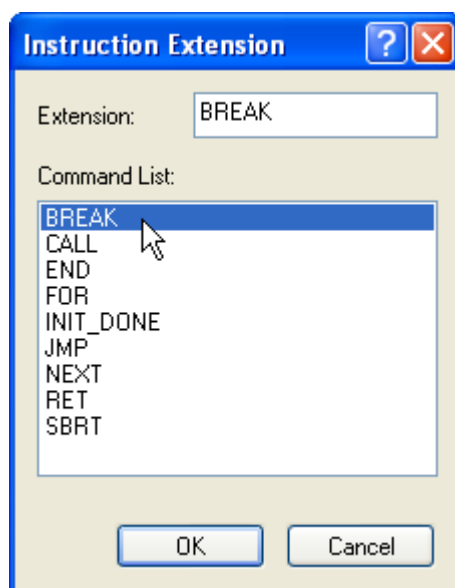 Instruction Extension
Extension: BREAK
Command List:
BREAK
CALL
END
FOR
INIT_DONE
JMP
NEXT
RET
SBRT
OK Cancel